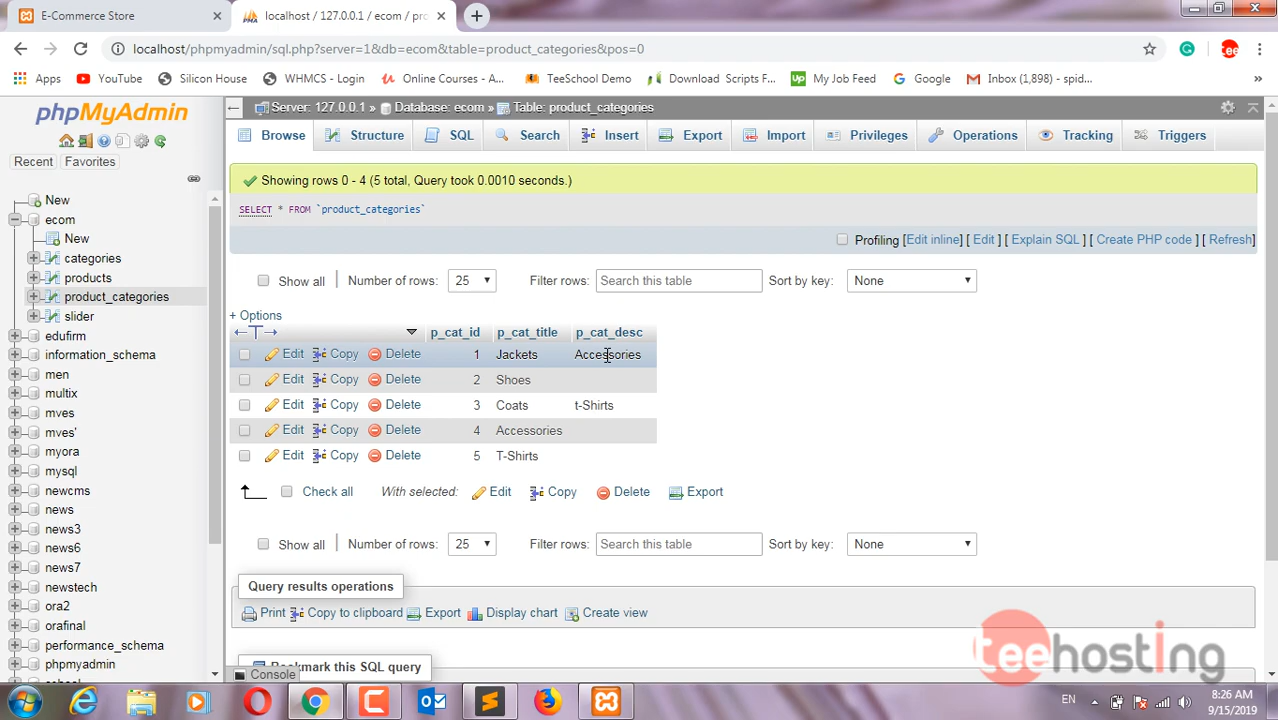 E-Commerce Store
localhost / 127.0.0.1 / ecom / pro
localhost/phpmyadmin/sql.php?server=1&db=ecom&table=product_categories&pos=0
Apps YouTube Silicon House WHMCS - Login Online Courses - A... TeeSchool Demo Download Scripts F... My Job Feed Google Inbox (1,898) - spid... »
phpMyAdmin
Recent Favorites
New
ecom
New
categories
products
product_categories
slider
edufirm
information_schema
men
multix
mves
mves'
myora
mysql
newcms
news
news3
news6
news7
newstech
ora2
orafinal
performance_schema
phpmyadmin
Server: 127.0.0.1 » Database: ecom » Table: product_categories
Browse Structure SQL Search Insert Export Import Privileges Operations Tracking Triggers
Showing rows 0 - 4 (5 total, Query took 0.0010 seconds.)
SELECT * FROM `product_categories`
Profiling [Edit inline] [ Edit ] [ Explain SQL ] [ Create PHP code ] [ Refresh]
Show all Number of rows: 25 Filter rows: Search this table Sort by key: None
+ Options
←T→ p_cat_id p_cat_title p_cat_desc
Edit Copy Delete 1 Jackets Accessories
Edit Copy Delete 2 Shoes
Edit Copy Delete 3 Coats t-Shirts
Edit Copy Delete 4 Accessories
Edit Copy Delete 5 T-Shirts
Check all With selected: Edit Copy Delete Export
Show all Number of rows: 25 Filter rows: Search this table Sort by key: None
Query results operations
Print Copy to clipboard Export Display chart Create view
Bookmark this SQL query
Console
teehosting
EN 8:26 AM
9/15/2019